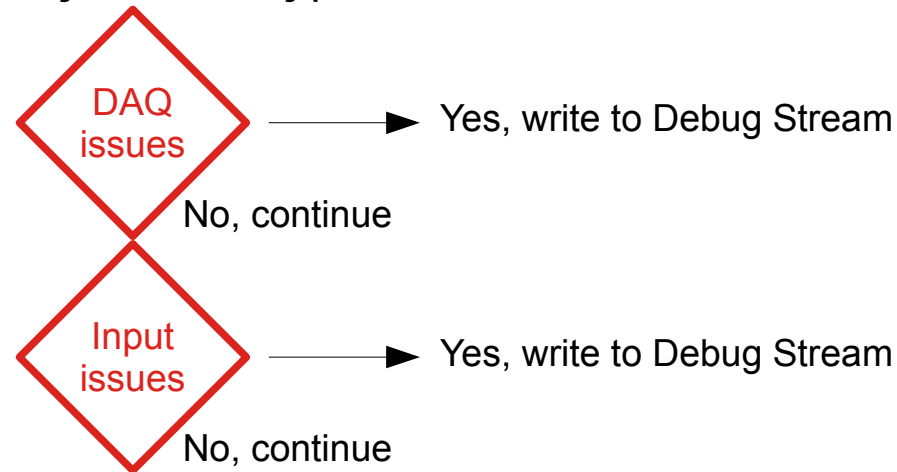 DAQ
issues
Yes, write to Debug Stream
No, continue
Input
issues
Yes, write to Debug Stream
No, continue